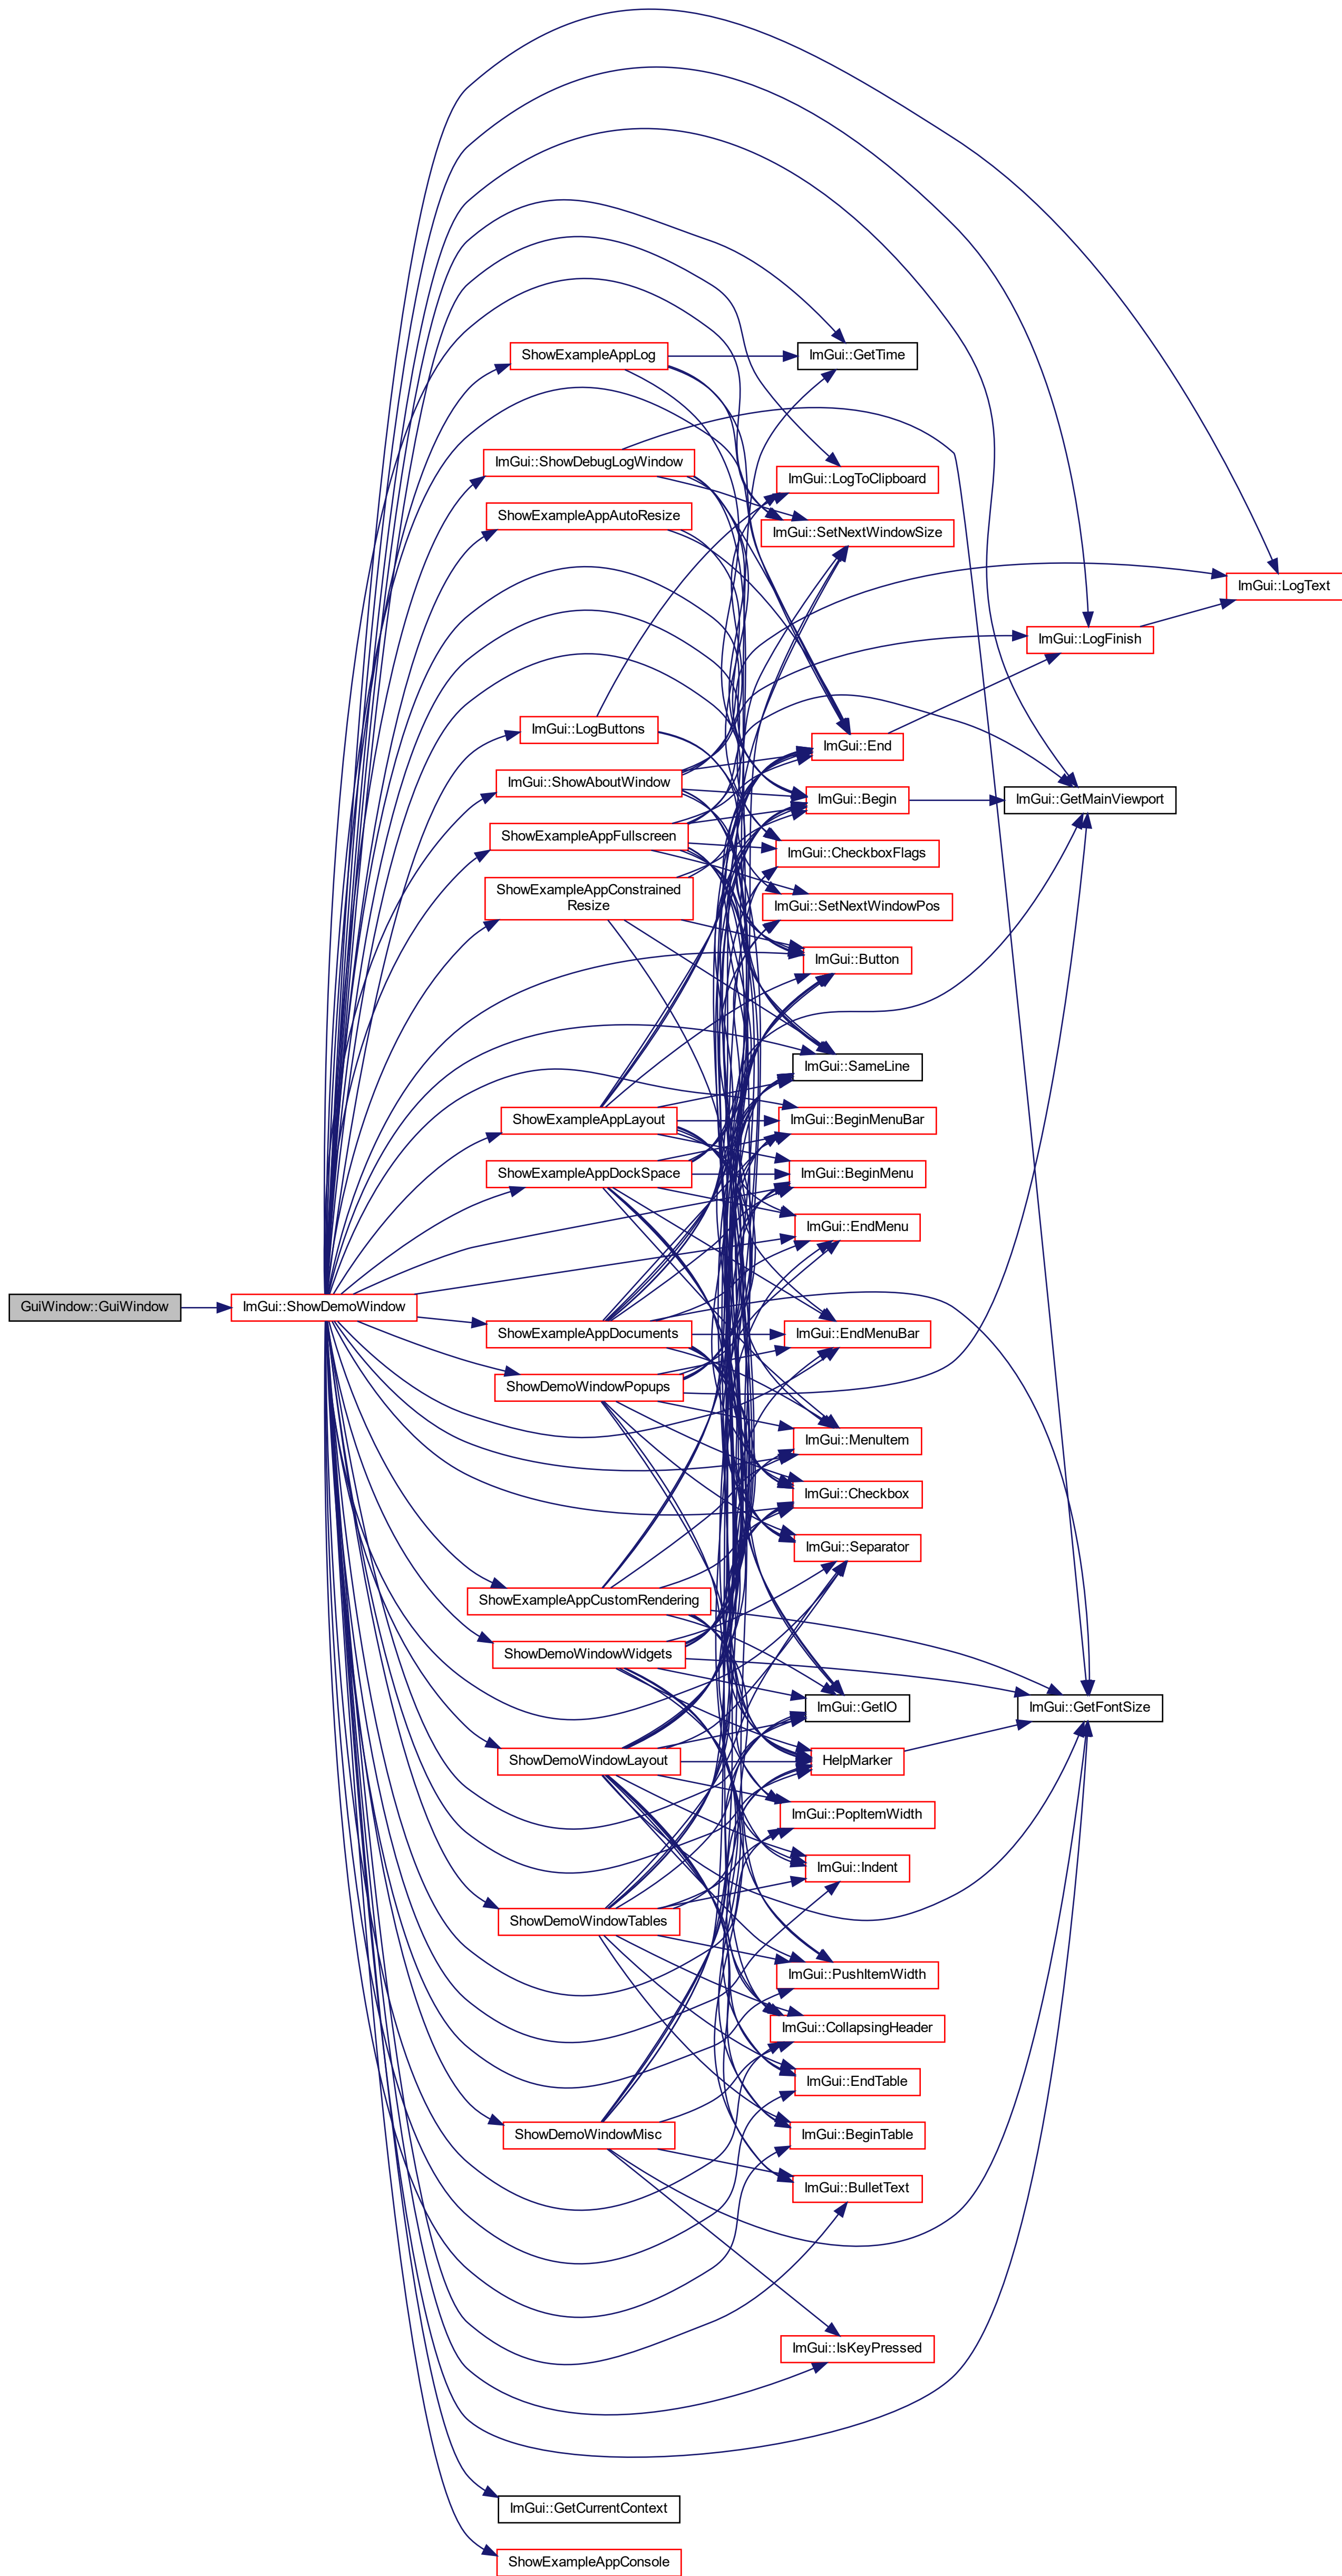 ShowExampleAppLog
ImGui::GetTime
ImGui::ShowDebugLogWindow
ImGui::LogToClipboard
ShowExampleAppAutoResize
ImGui::SetNextWindowSize
ImGui::LogText
ImGui::LogFinish
ImGui::LogButtons
ImGui::End
ImGui::ShowAboutWindow
ImGui::Begin
ImGui::GetMainViewport
ShowExampleAppFullscreen
ImGui::CheckboxFlags
ShowExampleAppConstrained
Resize
ImGui::SetNextWindowPos
ImGui::Button
ImGui::SameLine
ShowExampleAppLayout
ImGui::BeginMenuBar
ShowExampleAppDockSpace
ImGui::BeginMenu
ImGui::EndMenu
GuiWindow::GuiWindow
ImGui::ShowDemoWindow
ShowExampleAppDocuments
ImGui::EndMenuBar
ShowDemoWindowPopups
ImGui::MenuItem
ImGui::Checkbox
ImGui::Separator
ShowExampleAppCustomRendering
ShowDemoWindowWidgets
ImGui::GetIO
ImGui::GetFontSize
ShowDemoWindowLayout
HelpMarker
ImGui::PopItemWidth
ImGui::Indent
ShowDemoWindowTables
ImGui::PushItemWidth
ImGui::CollapsingHeader
ImGui::EndTable
ShowDemoWindowMisc
ImGui::BeginTable
ImGui::BulletText
ImGui::IsKeyPressed
ImGui::GetCurrentContext
ShowExampleAppConsole